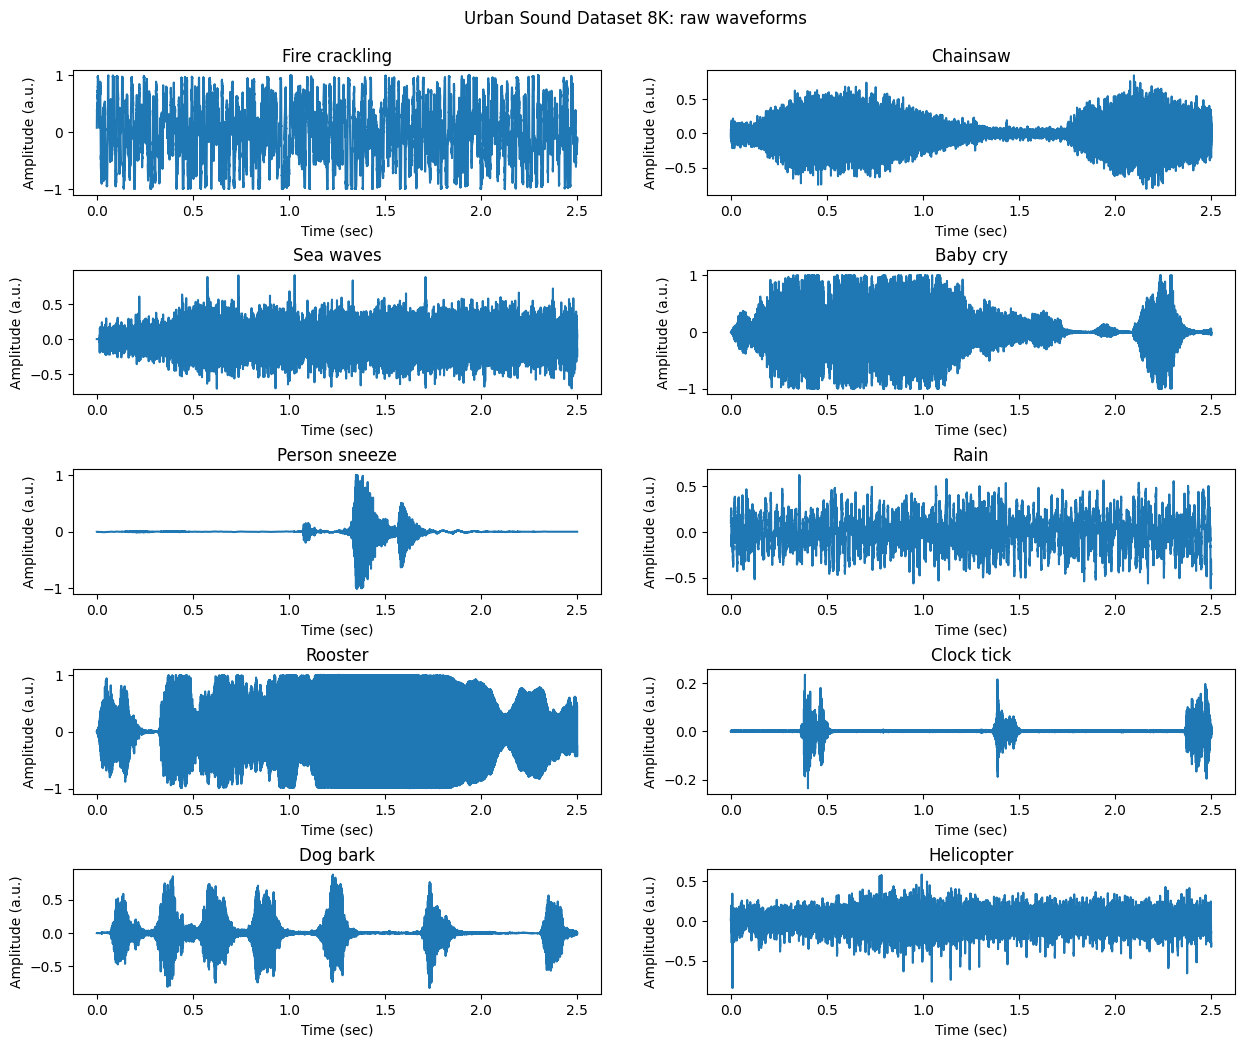 Urban Sound Dataset 8K: raw waveforms
Fire crackling
Amplitude (a.u.)
1
0
−1
0.0 0.5 1.0 1.5 2.0 2.5
Time (sec)
Chainsaw
Amplitude (a.u.)
0.5
0.0
−0.5
0.0 0.5 1.0 1.5 2.0 2.5
Time (sec)
Sea waves
Amplitude (a.u.)
0.5
0.0
−0.5
0.0 0.5 1.0 1.5 2.0 2.5
Time (sec)
Baby cry
Amplitude (a.u.)
1
0
−1
0.0 0.5 1.0 1.5 2.0 2.5
Time (sec)
Person sneeze
Amplitude (a.u.)
1
0
−1
0.0 0.5 1.0 1.5 2.0 2.5
Time (sec)
Rain
Amplitude (a.u.)
0.5
0.0
−0.5
0.0 0.5 1.0 1.5 2.0 2.5
Time (sec)
Rooster
Amplitude (a.u.)
1
0
−1
0.0 0.5 1.0 1.5 2.0 2.5
Time (sec)
Clock tick
Amplitude (a.u.)
0.2
0.0
−0.2
0.0 0.5 1.0 1.5 2.0 2.5
Time (sec)
Dog bark
Amplitude (a.u.)
0.5
0.0
−0.5
0.0 0.5 1.0 1.5 2.0 2.5
Time (sec)
Helicopter
Amplitude (a.u.)
0.5
0.0
−0.5
0.0 0.5 1.0 1.5 2.0 2.5
Time (sec)